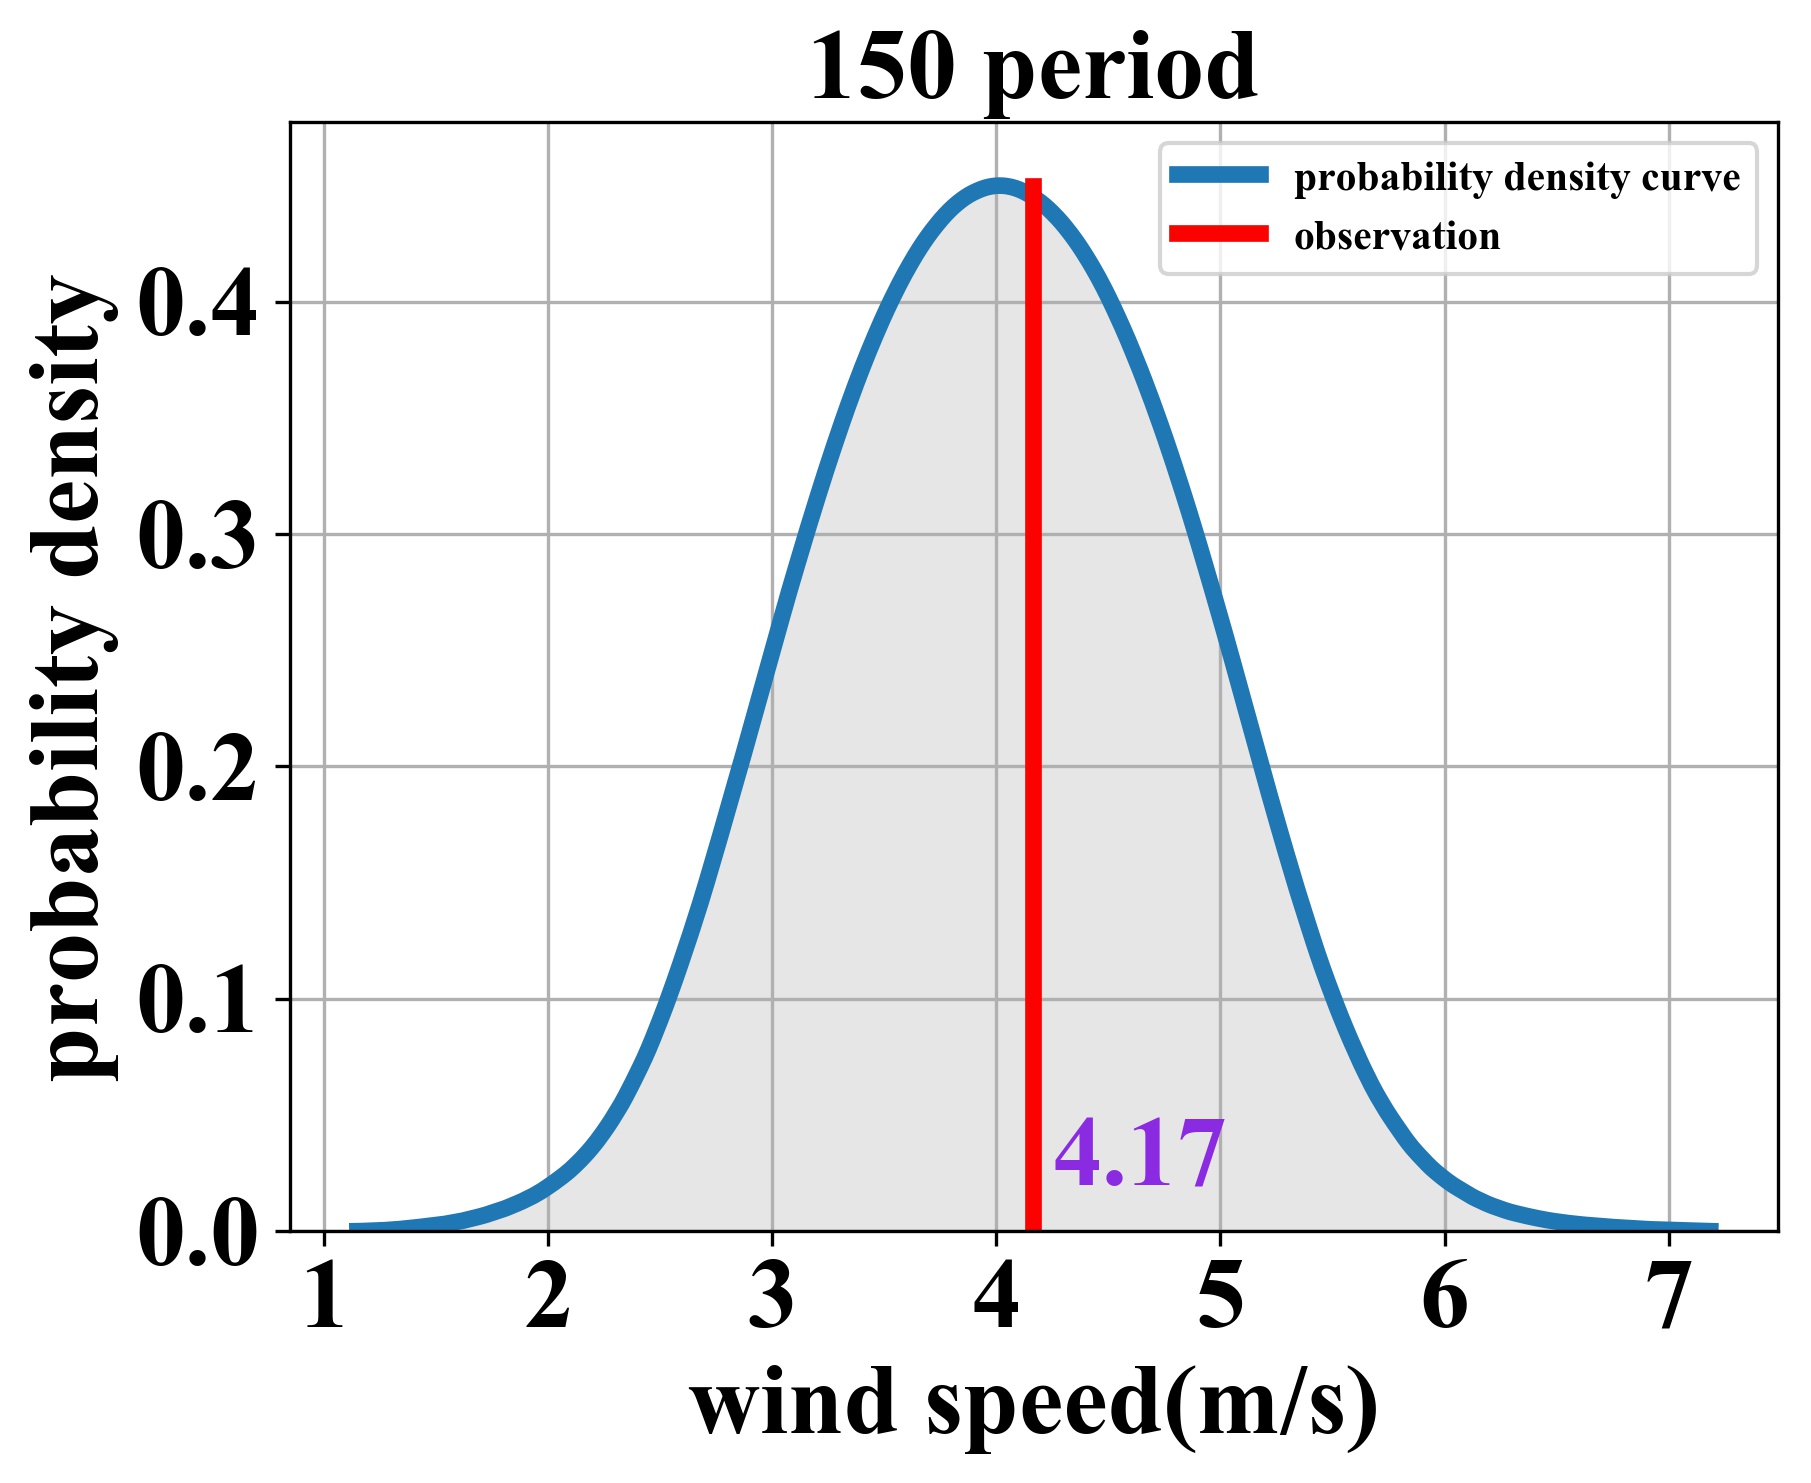 150 period
probability density curve
observation
probability density
0.4
0.3
0.2
0.1
0.0
4.17
1 2 3 4 5 6 7
wind speed(m/s)